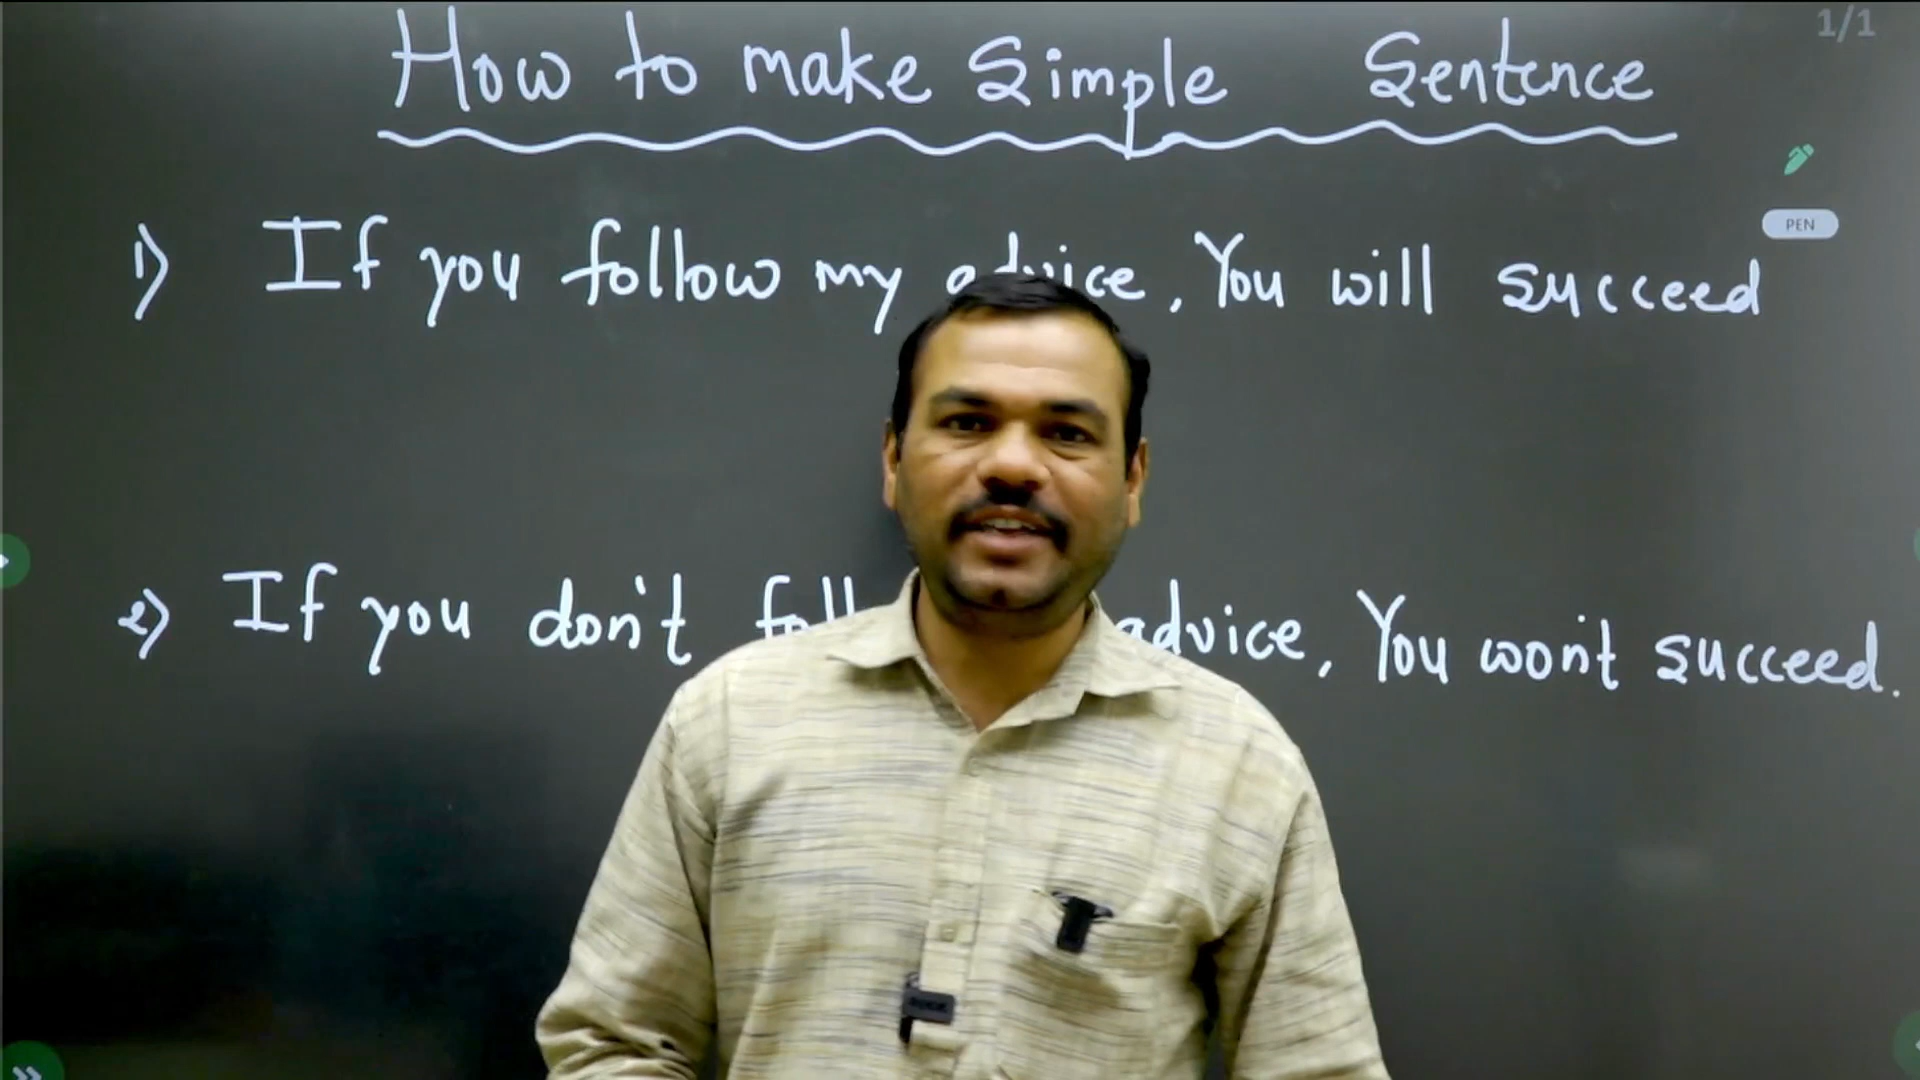 1/1
How to make Simple Sentence
PEN
1) If you follow my advice, You will succeed
2) If you don't advice, You won't succeed.